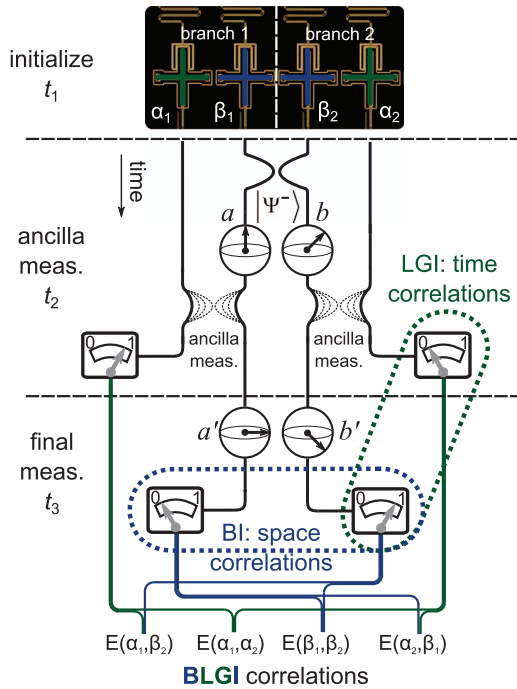 branch 1 branch 2
initialize
t₁
α₁ β₁ β₂ α₂
time
|Ψ⁻⟩
a b
ancilla
meas.
t₂
LGI: time
correlations
ancilla
meas.
ancilla
meas.
0 1
0 1
a′ b′
final
meas.
t₃
0 1
0 1
BI: space
correlations
E(α₁,β₂) E(α₁,α₂) E(β₁,β₂) E(α₂,β₁)
BLGI correlations